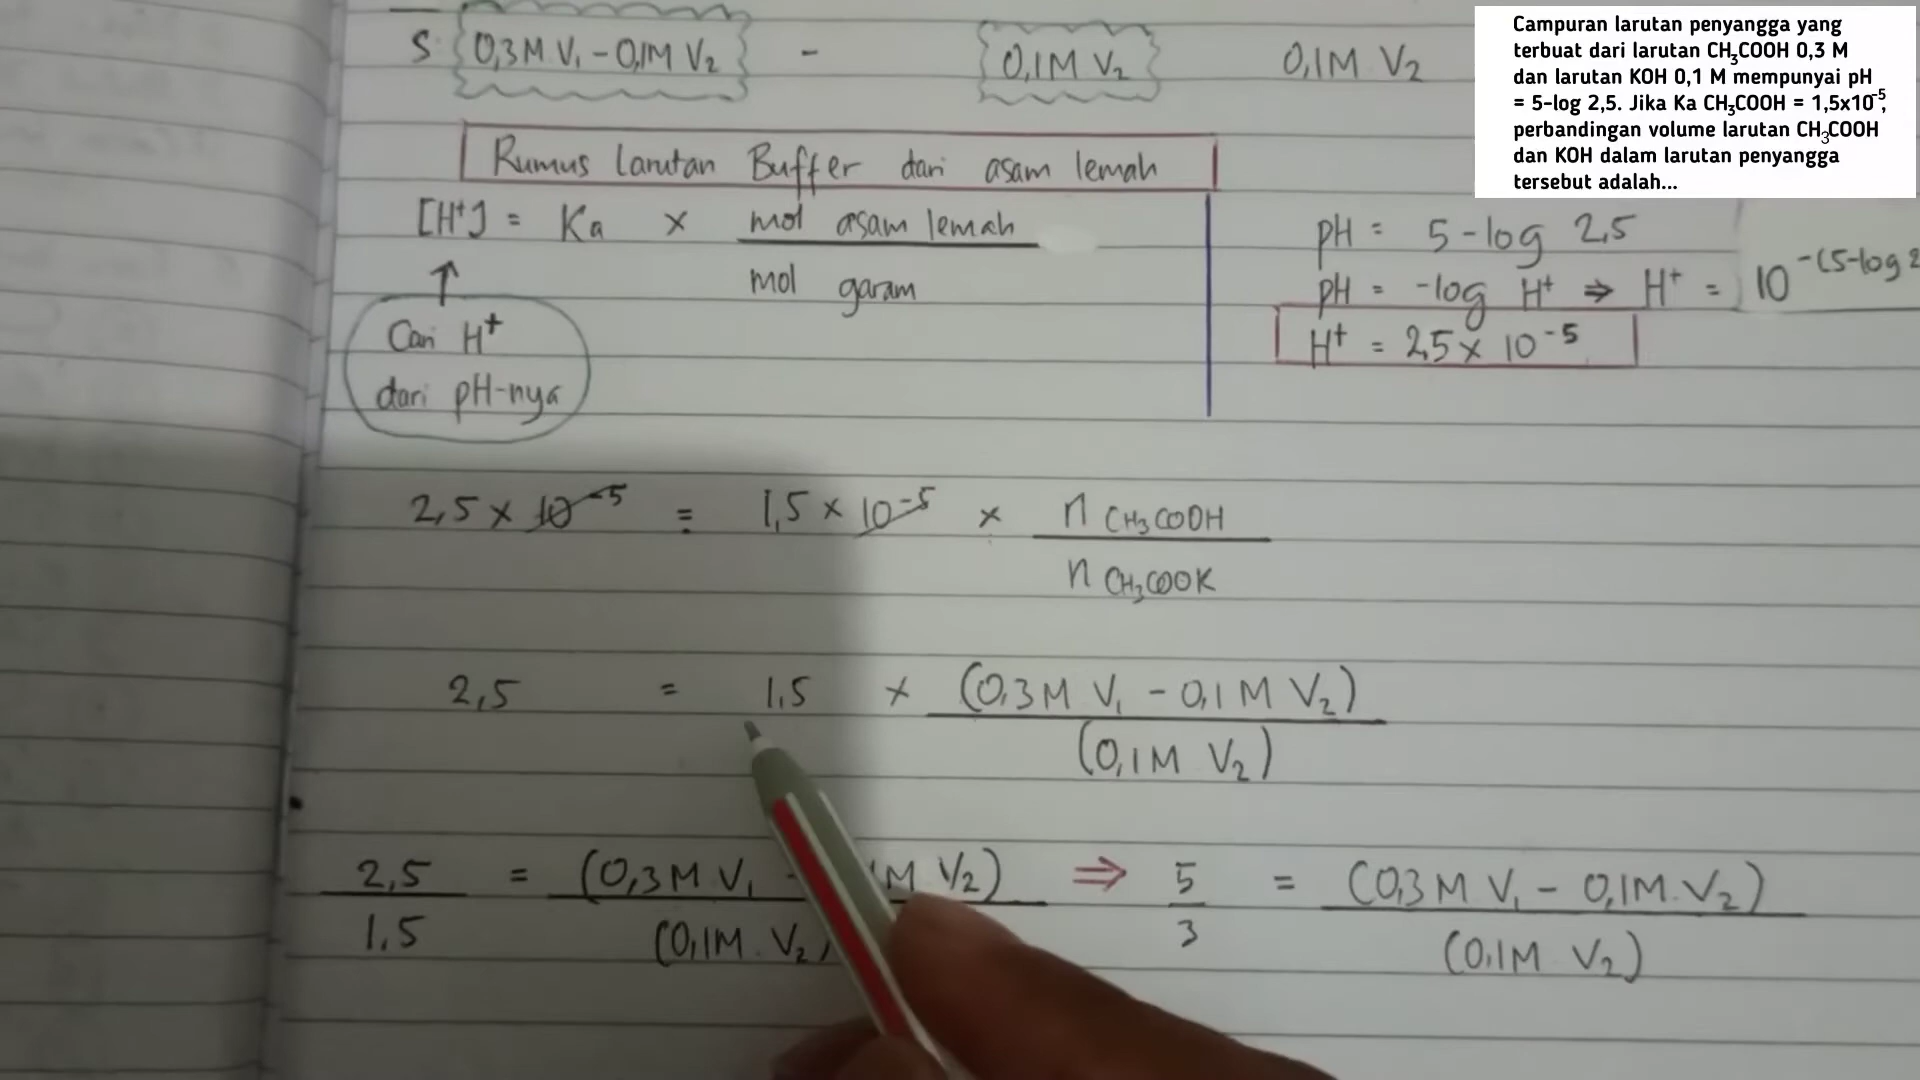 Campuran larutan penyangga yang
terbuat dari larutan CH₃COOH 0,3 M
dan larutan KOH 0,1 M mempunyai pH
= 5-log 2,5. Jika Ka CH₃COOH = 1,5x10⁻⁵,
perbandingan volume larutan CH₃COOH
dan KOH dalam larutan penyangga
tersebut adalah...
S 0,3M V₁ - 0,1M V₂ - 0,1M V₂ 0,1M V₂
Rumus Larutan Buffer dari asam lemah
[H⁺] = Ka x mol asam lemah
mol garam
↑
Cari H⁺
dari pH-nya
pH = 5-log 2,5
pH = -log H⁺ ⇒ H⁺ = 10^-(5-log 2
H⁺ = 2,5 x 10⁻⁵
2,5 x 10⁻⁵ = 1,5 x 10⁻⁵ x n CH₃COOH
n CH₃COOK
2,5 = 1,5 x (0,3M V₁ - 0,1M V₂)
(0,1M V₂)
2,5 = (0,3M V₁ - M V₂) ⇒ 5 = (0,3M V₁ - 0,1M. V₂)
1,5 (0,1M. V₂ 3 (0,1M V₂)